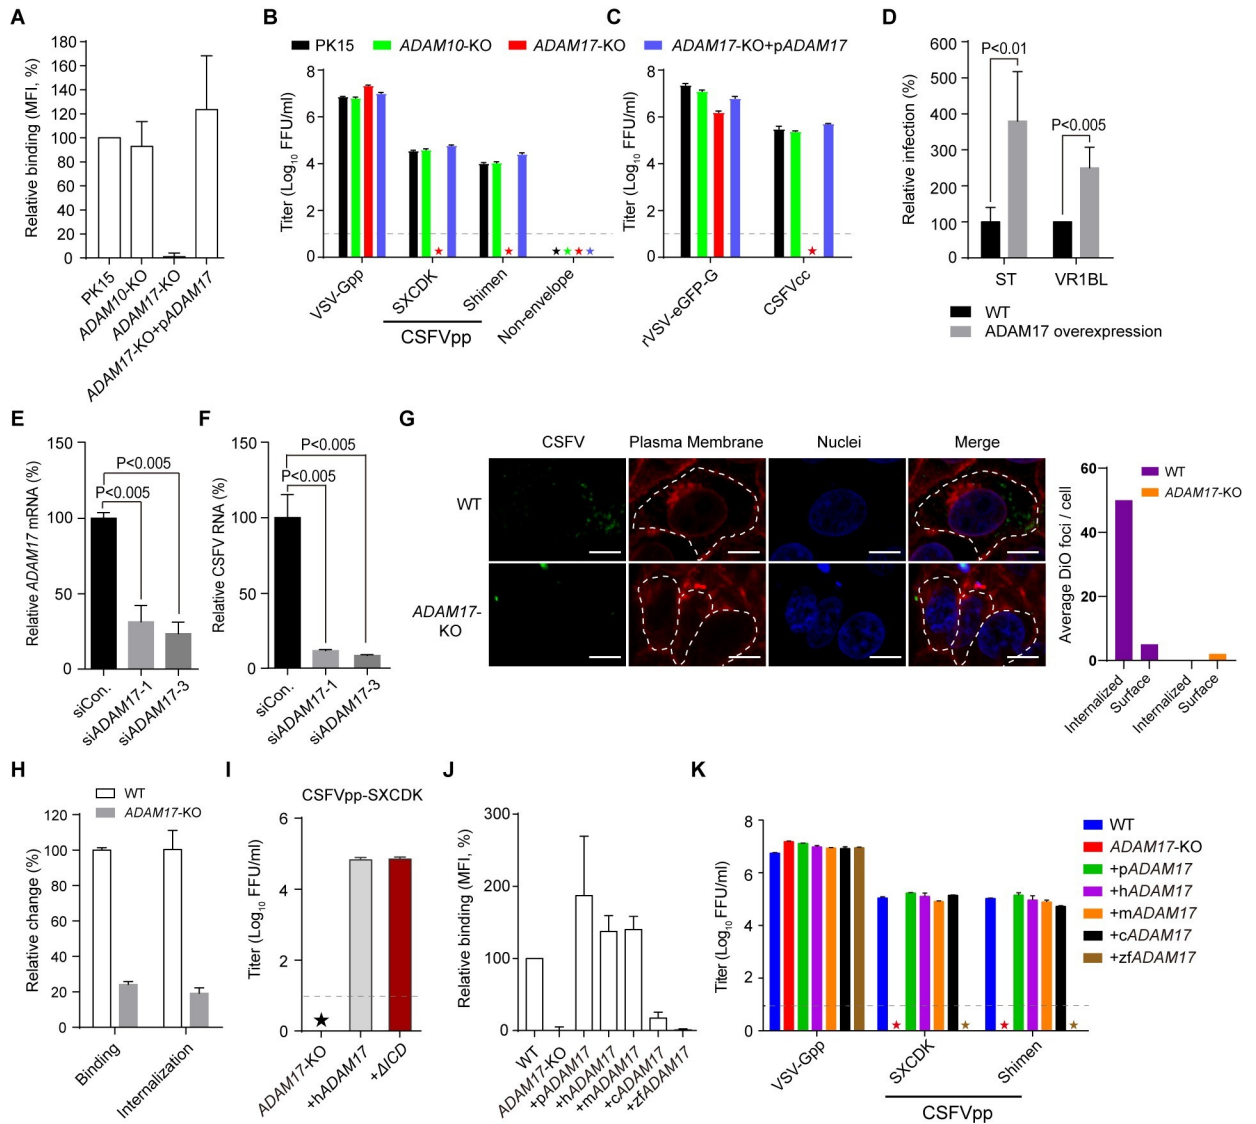 A
Relative binding (MFI, %)
180
160
140
120
100
80
60
40
20
0
PK15
ADAM10-KO
ADAM17-KO
ADAM17-KO+pADAM17
B
C
PK15
ADAM10-KO
ADAM17-KO
ADAM17-KO+pADAM17
Titer (Log10 FFU/ml)
8
6
4
2
0
VSV-Gpp
SXCDK
Shimen
Non-envelope
CSFVpp
Titer (Log10 FFU/ml)
8
6
4
2
0
rVSV-eGFP-G
CSFVcc
D
Relative infection (%)
600
500
400
300
200
100
0
P<0.01
P<0.005
ST
VR1BL
WT
ADAM17 overexpression
E
Relative ADAM17 mRNA (%)
150
100
50
0
P<0.005
P<0.005
siCon.
siADAM17-1
siADAM17-3
F
Relative CSFV RNA (%)
150
100
50
0
P<0.005
P<0.005
siCon.
siADAM17-1
siADAM17-3
G
CSFV
Plasma Membrane
Nuclei
Merge
WT
ADAM17-
KO
Average DiO foci / cell
60
40
20
0
WT
ADAM17-KO
Internalized
Surface
Internalized
Surface
H
WT
ADAM17-KO
Relative change (%)
120
100
80
60
40
20
0
Binding
Internalization
I
CSFVpp-SXCDK
Titer (Log10 FFU/ml)
6
4
2
0
ADAM17-KO
+hADAM17
+ΔICD
J
Relative binding (MFI, %)
300
200
100
0
WT
ADAM17-KO
+pADAM17
+hADAM17
+mADAM17
+cADAM17
+zfADAM17
K
Titer (Log10 FFU/ml)
8
6
4
2
0
VSV-Gpp
SXCDK
Shimen
CSFVpp
WT
ADAM17-KO
+pADAM17
+hADAM17
+mADAM17
+cADAM17
+zfADAM17